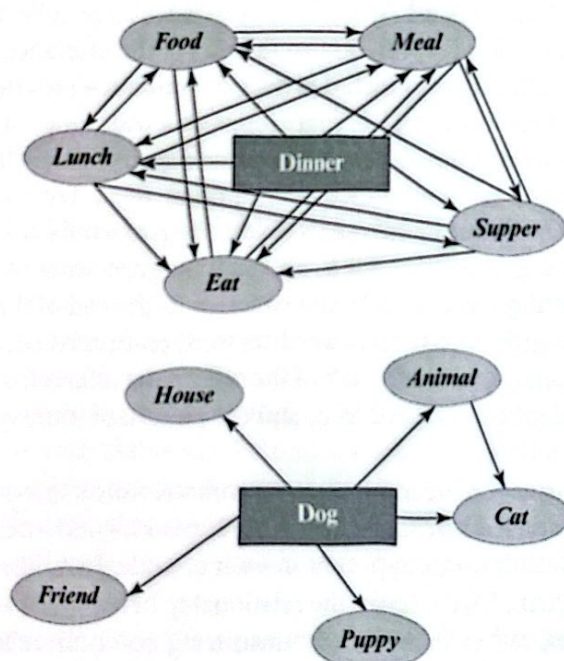 Food
Meal
Lunch
Dinner
Supper
Eat
House
Animal
Dog
Cat
Friend
Puppy